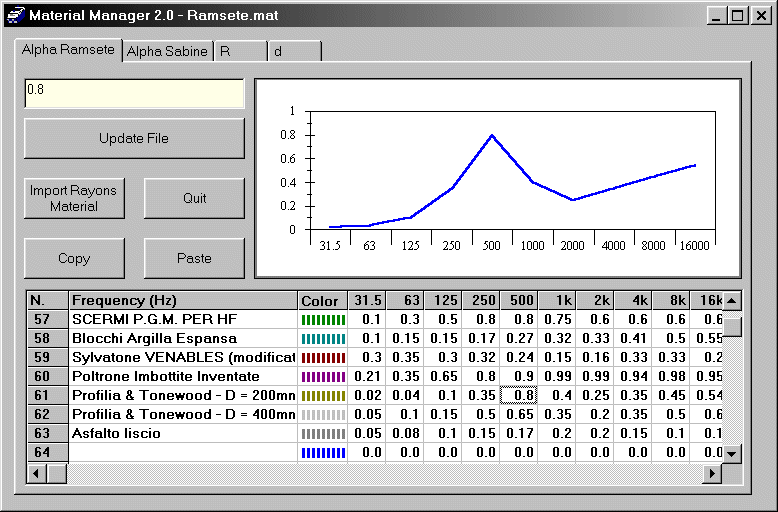 Material Manager 2.0 - Ramsete.mat
Alpha Ramsete Alpha Sabine R d
0.8
Update File
Import Rayons
Material
Quit
Copy
Paste
1
0.8
0.6
0.4
0.2
0
31.5 63 125 250 500 1000 2000 4000 8000 16000
N. Frequency (Hz) Color 31.5 63 125 250 500 1k 2k 4k 8k 16k
57 SCERMI P.G.M. PER HF 0.1 0.3 0.5 0.8 0.8 0.75 0.6 0.6 0.6 0.6
58 Blocchi Argilla Espansa 0.1 0.15 0.15 0.17 0.27 0.32 0.33 0.41 0.5 0.55
59 Sylvatone VENABLES (modificat 0.3 0.35 0.3 0.32 0.24 0.15 0.16 0.33 0.33 0.2
60 Poltrone Imbottite Inventate 0.21 0.35 0.65 0.8 0.9 0.99 0.99 0.94 0.98 0.95
61 Profilia & Tonewood - D = 200mn 0.02 0.04 0.1 0.35 0.8 0.4 0.25 0.35 0.45 0.54
62 Profilia & Tonewood - D = 400mn 0.05 0.1 0.15 0.5 0.65 0.35 0.2 0.35 0.5 0.6
63 Asfalto liscio 0.05 0.08 0.1 0.15 0.17 0.2 0.2 0.15 0.1 0.1
64 0.0 0.0 0.0 0.0 0.0 0.0 0.0 0.0 0.0 0.0